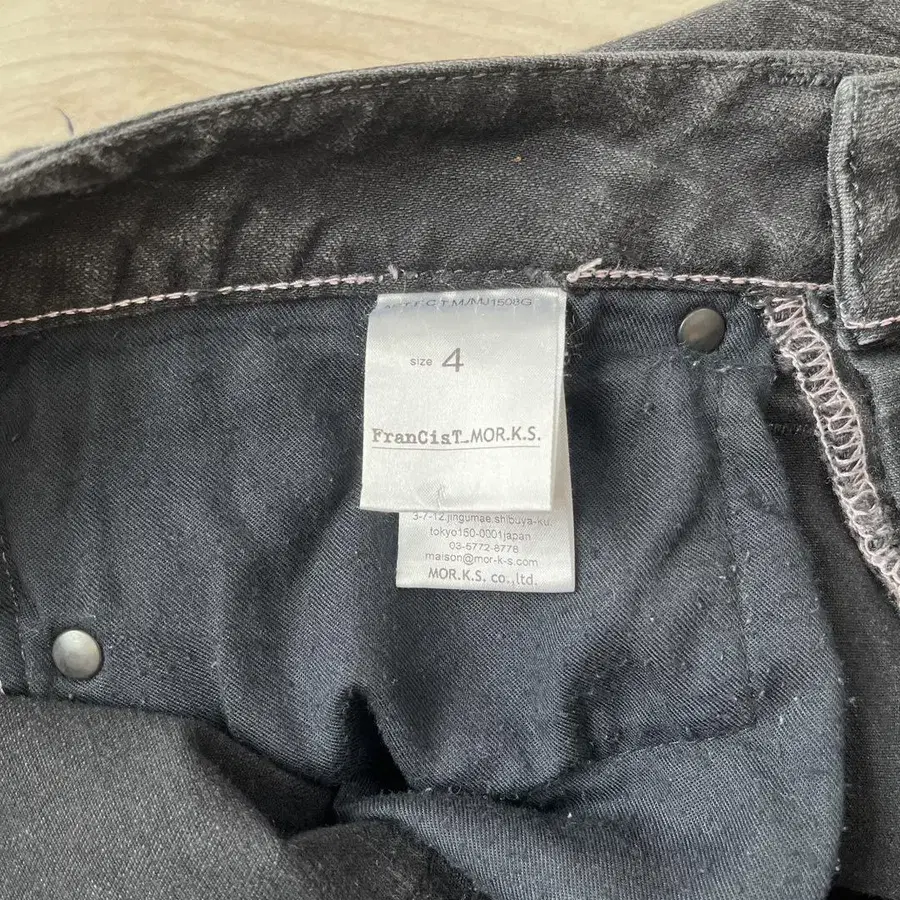 M/MJ1508G
size 4
FranCisT_MOR.K.S.
3-7-12,jingumae,shibuya-ku,
tokyo150-0001japan
03-5772-8778
maison@mor-k-s.com
MOR.K.S. co.,ltd.